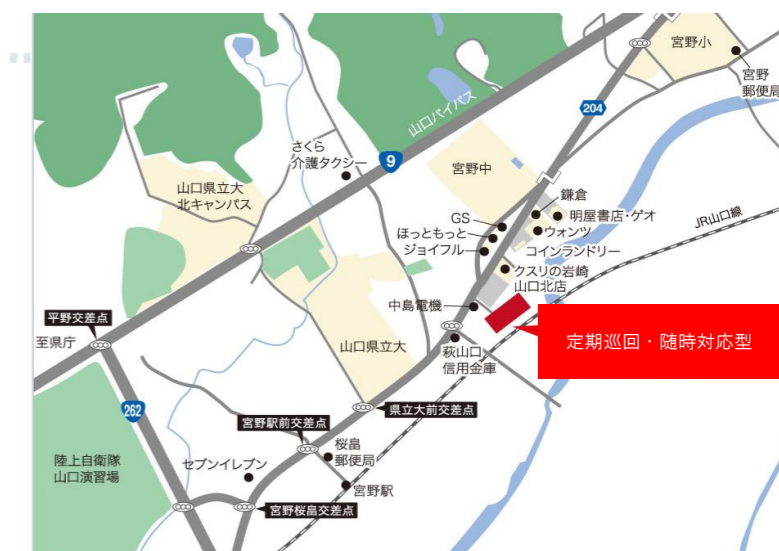 宮野小
宮野
郵便局
204
山口バイパス
さくら
介護タクシー
9
宮野中
山口県立大
北キャンパス
鎌倉
GS
明屋書店・ゲオ
ほっともっと
ウォンツ
JR山口線
ジョイフル
コインランドリー
クスリの岩崎
山口北店
中島電機
平野交差点
至県庁
定期巡回・随時対応型
山口県立大
萩山口
信用金庫
262
県立大前交差点
宮野駅前交差点
桜畠
郵便局
陸上自衛隊
山口演習場
セブンイレブン
宮野駅
宮野桜畠交差点